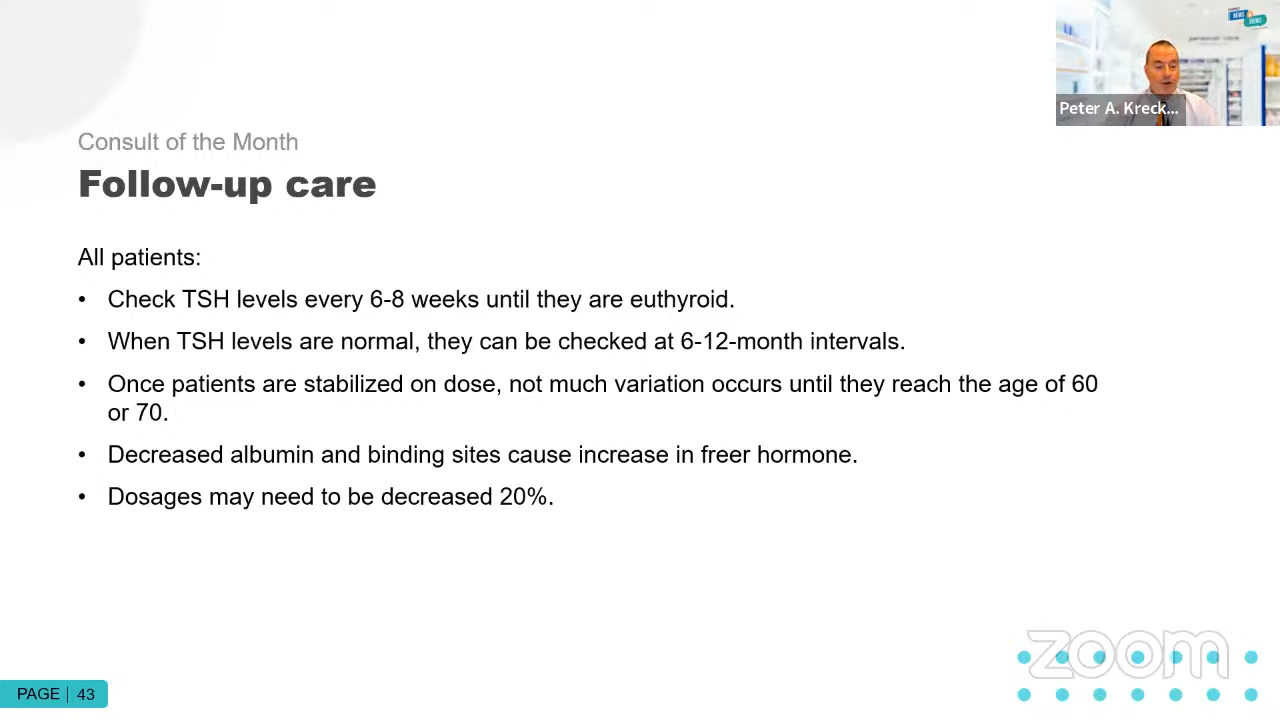 NEWS
VIEWS
Peter A. Kreck...
Consult of the Month
Follow-up care
All patients:
• Check TSH levels every 6-8 weeks until they are euthyroid.
• When TSH levels are normal, they can be checked at 6-12-month intervals.
• Once patients are stabilized on dose, not much variation occurs until they reach the age of 60
or 70.
• Decreased albumin and binding sites cause increase in freer hormone.
• Dosages may need to be decreased 20%.
zoom
PAGE | 43